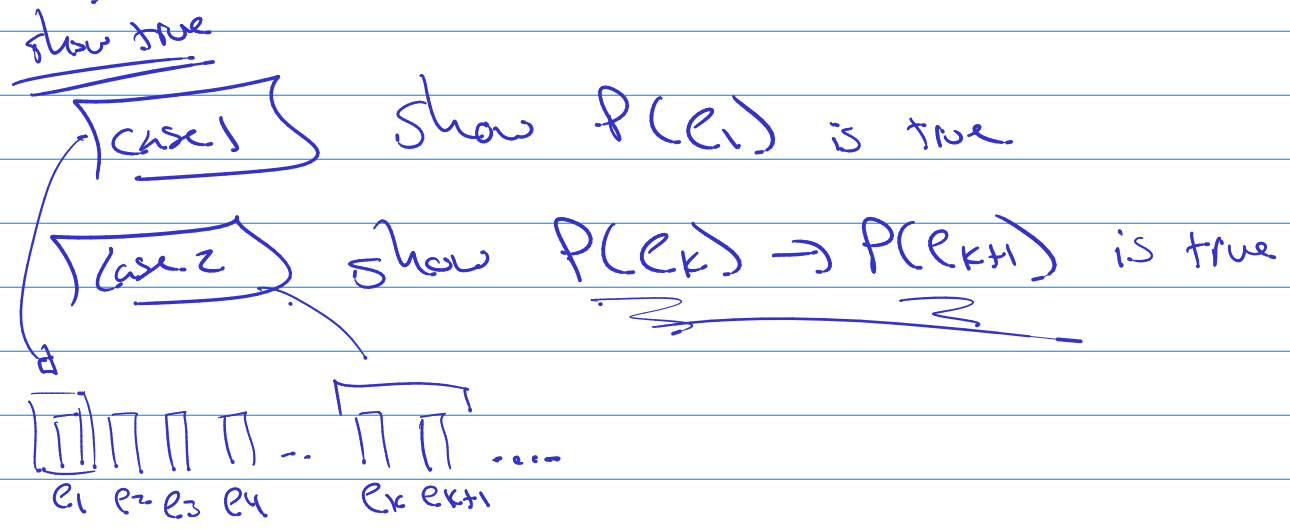 show true
case 1 show P(e₁) is true
case 2 show P(eₖ) → P(eₖ₊₁) is true
e₁ e₂ e₃ e₄ ... eₖ eₖ₊₁ ....